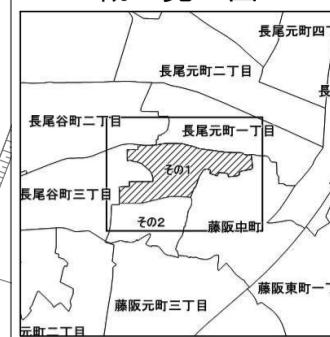 長尾元町四丁
長尾元町二丁目
長尾谷町二丁目
長尾元町一丁目
長
その1
長尾谷町三丁目
その2
藤阪中町
藤阪東町一丁
藤阪元町三丁目
元町二丁目